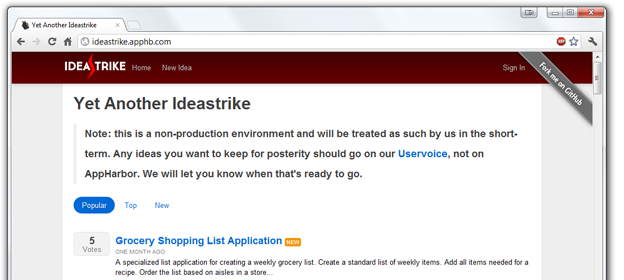 Yet Another Ideastrike
ideastrike.apphb.com
IDEASTRIKE Home New Idea Sign In
Fork me on GitHub
Yet Another Ideastrike
Note: this is a non-production environment and will be treated as such by us in the short-
term. Any ideas you want to keep for posterity should go on our Uservoice, not on
AppHarbor. We will let you know when that's ready to go.
Popular Top New
5 Grocery Shopping List Application NEW
Votes ONE MONTH AGO
A specialized list application for creating a weekly grocery list. Create a standard list of weekly items. Add all items needed for a
recipe. Order the list based on aisles in a store...